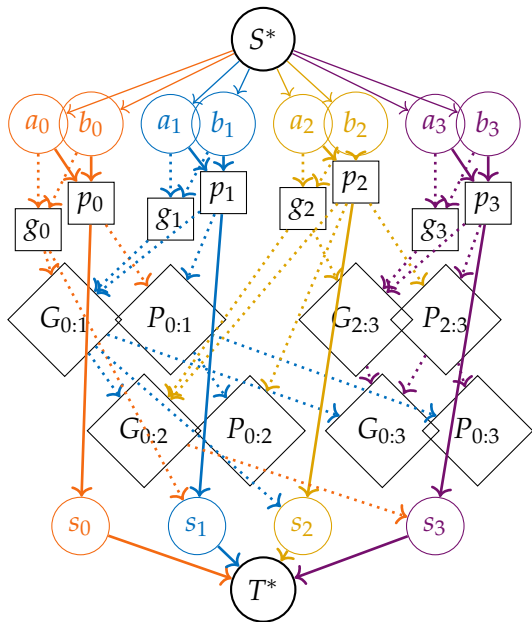 S*
a₀ b₀ a₁ b₁ a₂ b₂ a₃ b₃
p₀ p₁ p₂ p₃
g₀ g₁ g₂ g₃
G₀:₁ P₀:₁ G₂:₃ P₂:₃
G₀:₂ P₀:₂ G₀:₃ P₀:₃
s₀ s₁ s₂ s₃
T*